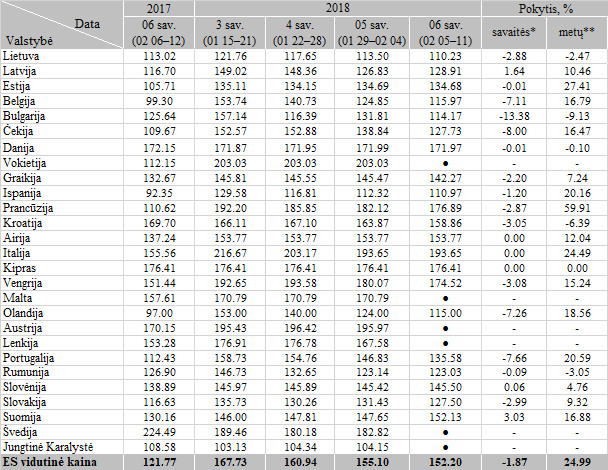 Data
Valstybė
2017
2018
Pokytis, %
06 sav.
(02 06–12)
3 sav.
(01 15–21)
4 sav.
(01 22–28)
05 sav.
(01 29–02 04)
06 sav.
(02 05–11)
savaitės*
metų**
Lietuva 113.02 121.76 117.65 113.50 110.23 -2.88 -2.47
Latvija 116.70 149.02 148.36 126.83 128.91 1.64 10.46
Estija 105.71 135.11 134.15 134.69 134.68 -0.01 27.41
Belgija 99.30 153.74 140.73 124.85 115.97 -7.11 16.79
Bulgarija 125.64 157.14 116.39 131.81 114.17 -13.38 -9.13
Čekija 109.67 152.57 152.88 138.84 127.73 -8.00 16.47
Danija 172.15 171.87 171.95 171.99 171.97 -0.01 -0.10
Vokietija 112.15 203.03 203.03 203.03 ● - -
Graikija 132.67 145.81 145.55 145.47 142.27 -2.20 7.24
Ispanija 92.35 129.58 116.81 112.32 110.97 -1.20 20.16
Prancūzija 110.62 192.20 185.85 182.12 176.89 -2.87 59.91
Kroatija 169.70 166.11 167.10 163.87 158.86 -3.05 -6.39
Airija 137.24 153.77 153.77 153.77 153.77 0.00 12.04
Italija 155.56 216.67 203.17 193.65 193.65 0.00 24.49
Kipras 176.41 176.41 176.41 176.41 176.41 0.00 0.00
Vengrija 151.44 192.65 193.58 180.07 174.52 -3.08 15.24
Malta 157.61 170.79 170.79 170.79 ● - -
Olandija 97.00 153.00 140.00 124.00 115.00 -7.26 18.56
Austrija 170.15 195.43 196.42 195.97 ● - -
Lenkija 153.28 176.91 176.78 167.58 ● - -
Portugalija 112.43 158.73 154.76 146.83 135.58 -7.66 20.59
Rumunija 126.90 146.73 132.65 123.14 123.03 -0.09 -3.05
Slovėnija 138.89 145.97 145.89 145.42 145.50 0.06 4.76
Slovakija 116.63 135.73 130.26 131.43 127.50 -2.99 9.32
Suomija 130.16 146.00 147.81 147.65 152.13 3.03 16.88
Švedija 224.49 189.46 180.18 182.82 ● - -
Jungtinė Karalystė 108.58 103.13 104.34 104.15 ● - -
ES vidutinė kaina 121.77 167.73 160.94 155.10 152.20 -1.87 24.99